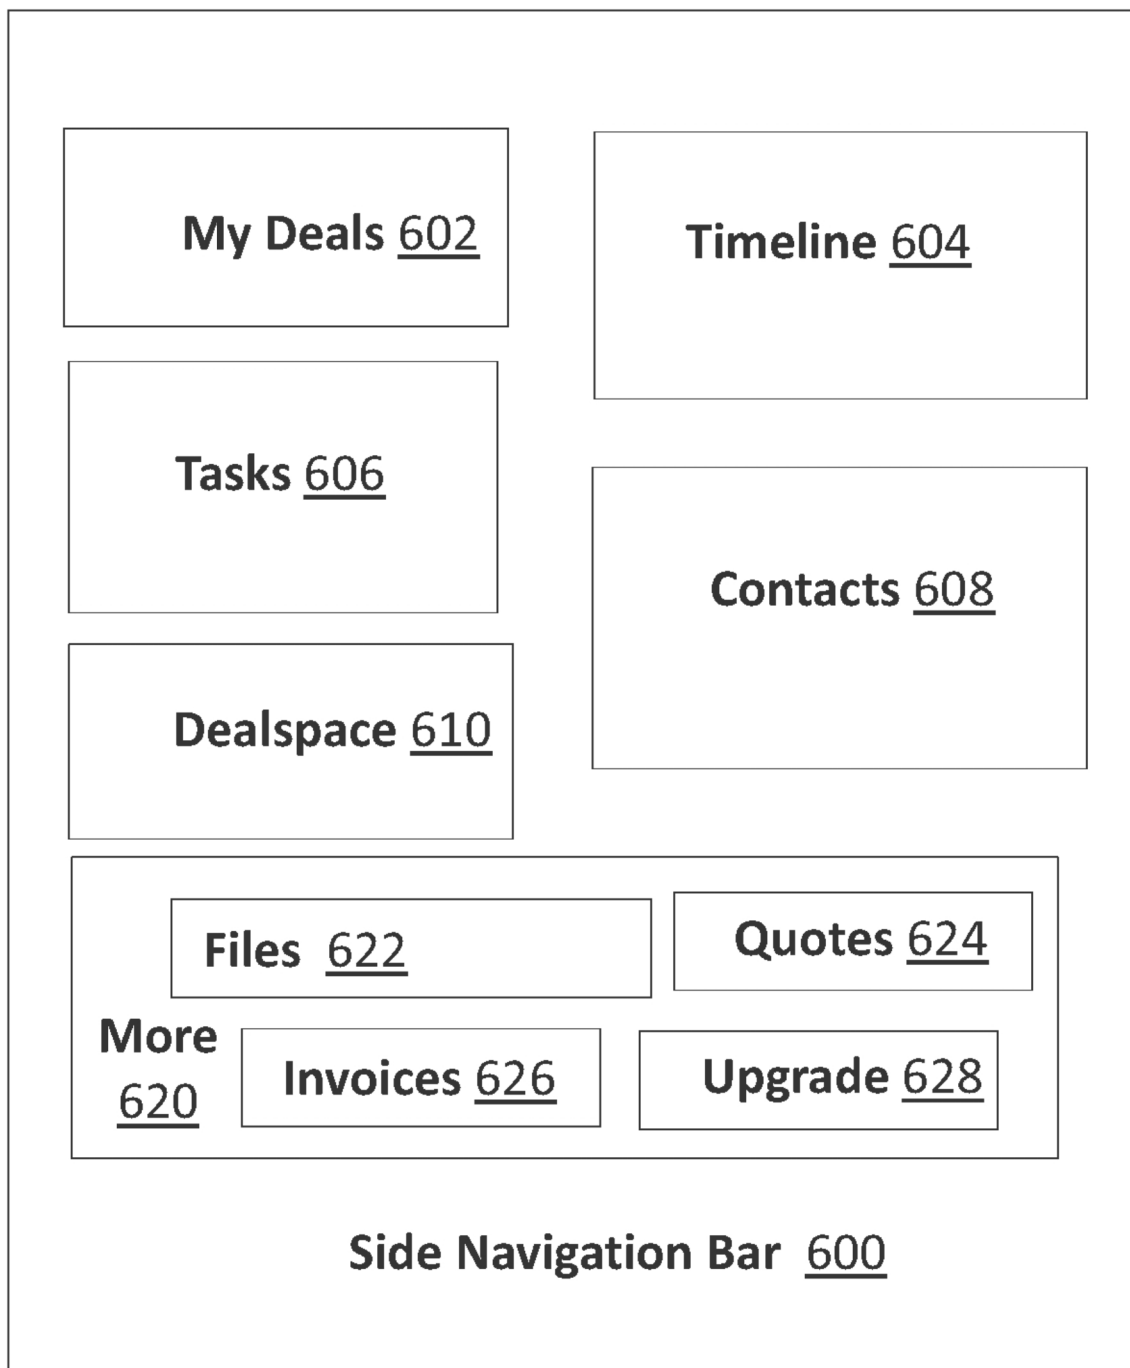 My Deals 602
Timeline 604
Tasks 606
Contacts 608
Dealspace 610
Files 622
Quotes 624
More
620
Invoices 626
Upgrade 628
Side Navigation Bar 600